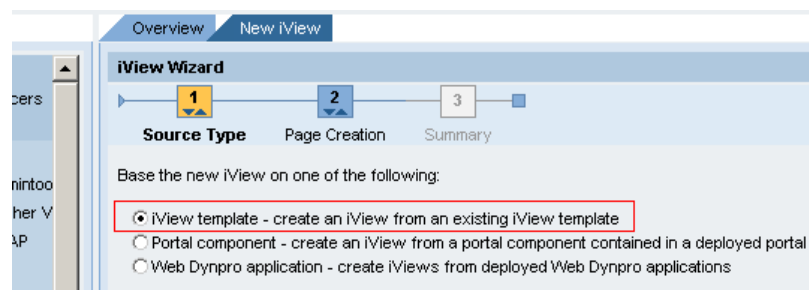 Overview New iView
iView Wizard
cers
1 2 3
Source Type Page Creation Summary
Base the new iView on one of the following:
nintoo
iView template - create an iView from an existing iView template
her V
Portal component - create an iView from a portal component contained in a deployed portal
AP
Web Dynpro application - create iViews from deployed Web Dynpro applications